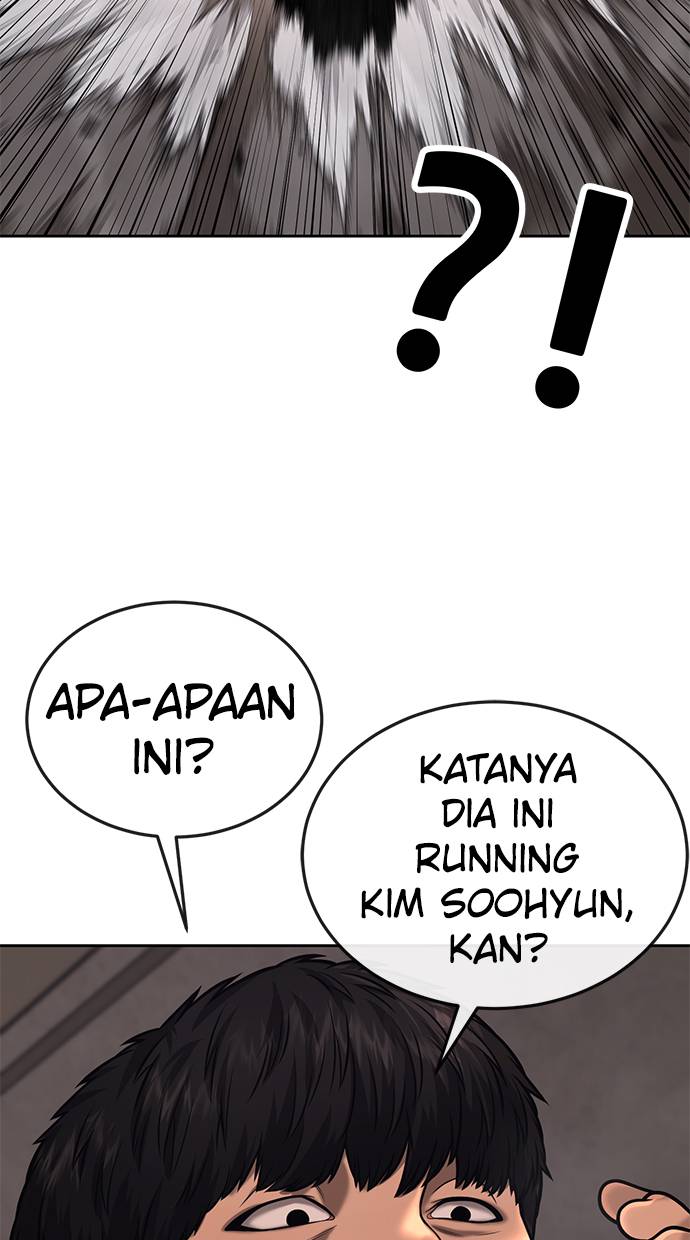 ?!
APA-APAAN
INI?
KATANYA
DIA INI
RUNNING
KIM SOOHYUN,
KAN?